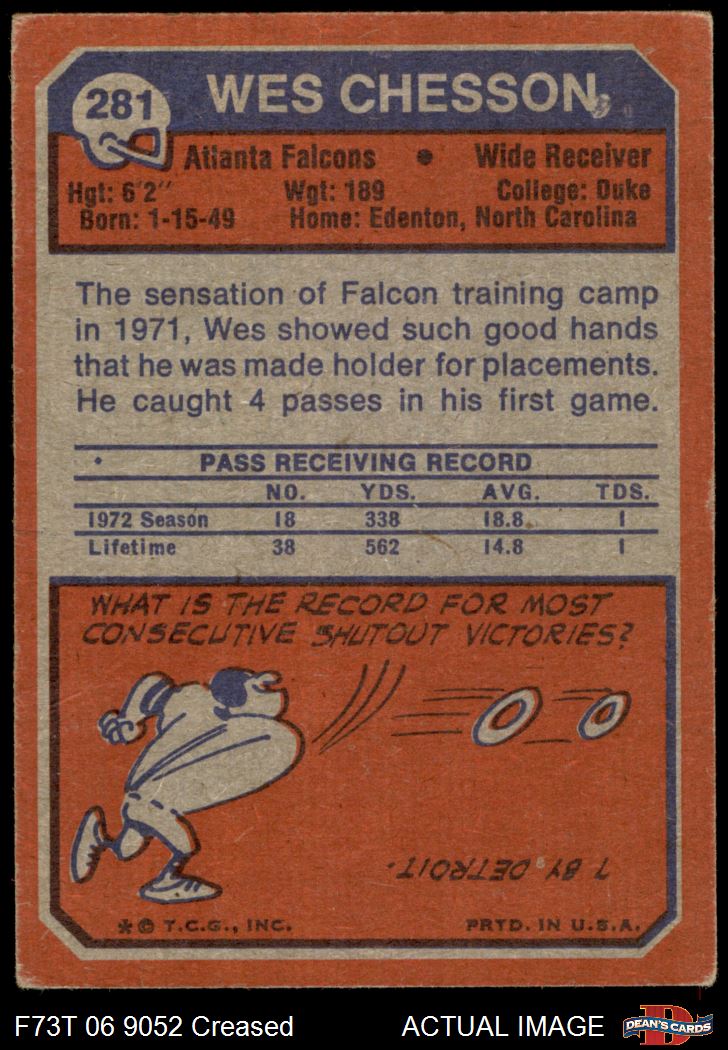 281 WES CHESSON
Atlanta Falcons • Wide Receiver
Hgt: 6'2" Wgt: 189 College: Duke
Born: 1-15-49 Home: Edenton, North Carolina
The sensation of Falcon training camp
in 1971, Wes showed such good hands
that he was made holder for placements.
He caught 4 passes in his first game.
PASS RECEIVING RECORD
NO. YDS. AVG. TDS.
1972 Season 18 338 18.8 1
Lifetime 38 562 14.8 1
WHAT IS THE RECORD FOR MOST
CONSECUTIVE SHUTOUT VICTORIES?
7 BY DETROIT.
*© T.C.G., INC. PRTD. IN U.S.A.
F73T 06 9052 Creased ACTUAL IMAGE
D
DEAN'S CARDS